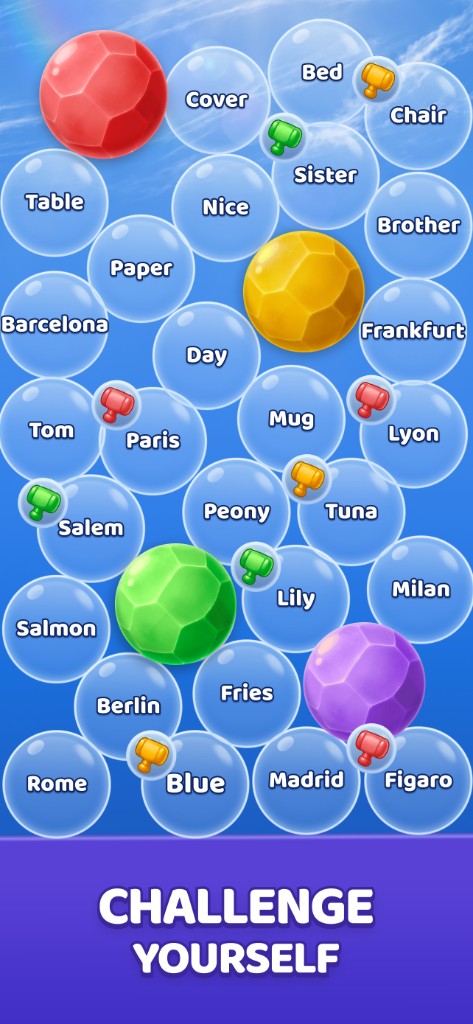 Bed
Cover
Chair
Sister
Table
Nice
Brother
Paper
Barcelona
Frankfurt
Day
Mug
Tom
Paris
Lyon
Peony
Tuna
Salem
Milan
Lily
Salmon
Fries
Berlin
Rome
Blue
Madrid
Figaro
CHALLENGE
YOURSELF